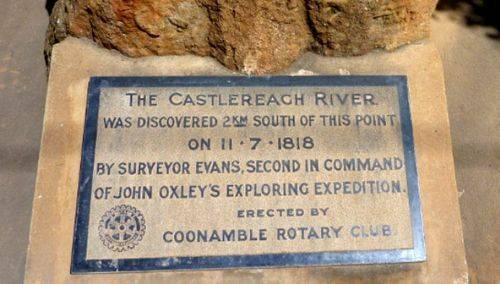 THE CASTLEREAGH RIVER.
WAS DISCOVERED 2KM SOUTH OF THIS POINT
ON 11·7·1818
BY SURVEYOR EVANS, SECOND IN COMMAND
OF JOHN OXLEY'S EXPLORING EXPEDITION.
ERECTED BY
COONAMBLE ROTARY CLUB.